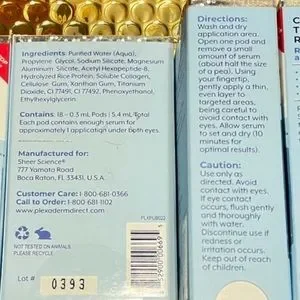 Ingredients: Purified Water (Aqua),
Propylene Glycol, Sodium Silicate, Magnesium
Aluminum Silicate, Acetyl Hexapeptide-8,
Hydrolyzed Rice Protein, Soluble Collagen,
Cellulose Gum, Xanthan Gum, Titanium
Dioxide, CI 77491, CI 77492, Phenoxyethanol,
Ethylhexylglycerin.
Contains: 18 - 0.3 mL Pods | 5.4 mL Total
Each pod contains enough serum for
approximately 1 application under both eyes.
Manufactured for:
Sheer Science®
777 Yamato Road
Boca Raton, FL 33431, U.S.A.
Customer Care: 1-800-681-0366
Call to Order: 1-800-681-1102
www.plexadermdirect.com
NOT TESTED ON ANIMALS
PLEASE RECYCLE
Lot # 0393
Directions:
Wash and dry
application area.
Open one pod and
remove a small
amount of serum
(about half the size
of a pea). Using
your fingertip,
gently apply a thin,
even layer to
targeted areas,
being careful to
avoid contact with
eyes. Allow serum
to set and dry (10
minutes for
optimal results).
Caution:
Use only as
directed. Avoid
contact with eyes.
If eye contact
occurs, flush gently
and thoroughly
with water.
Discontinue use if
redness or
irritation occurs.
Keep out of reach
of children.